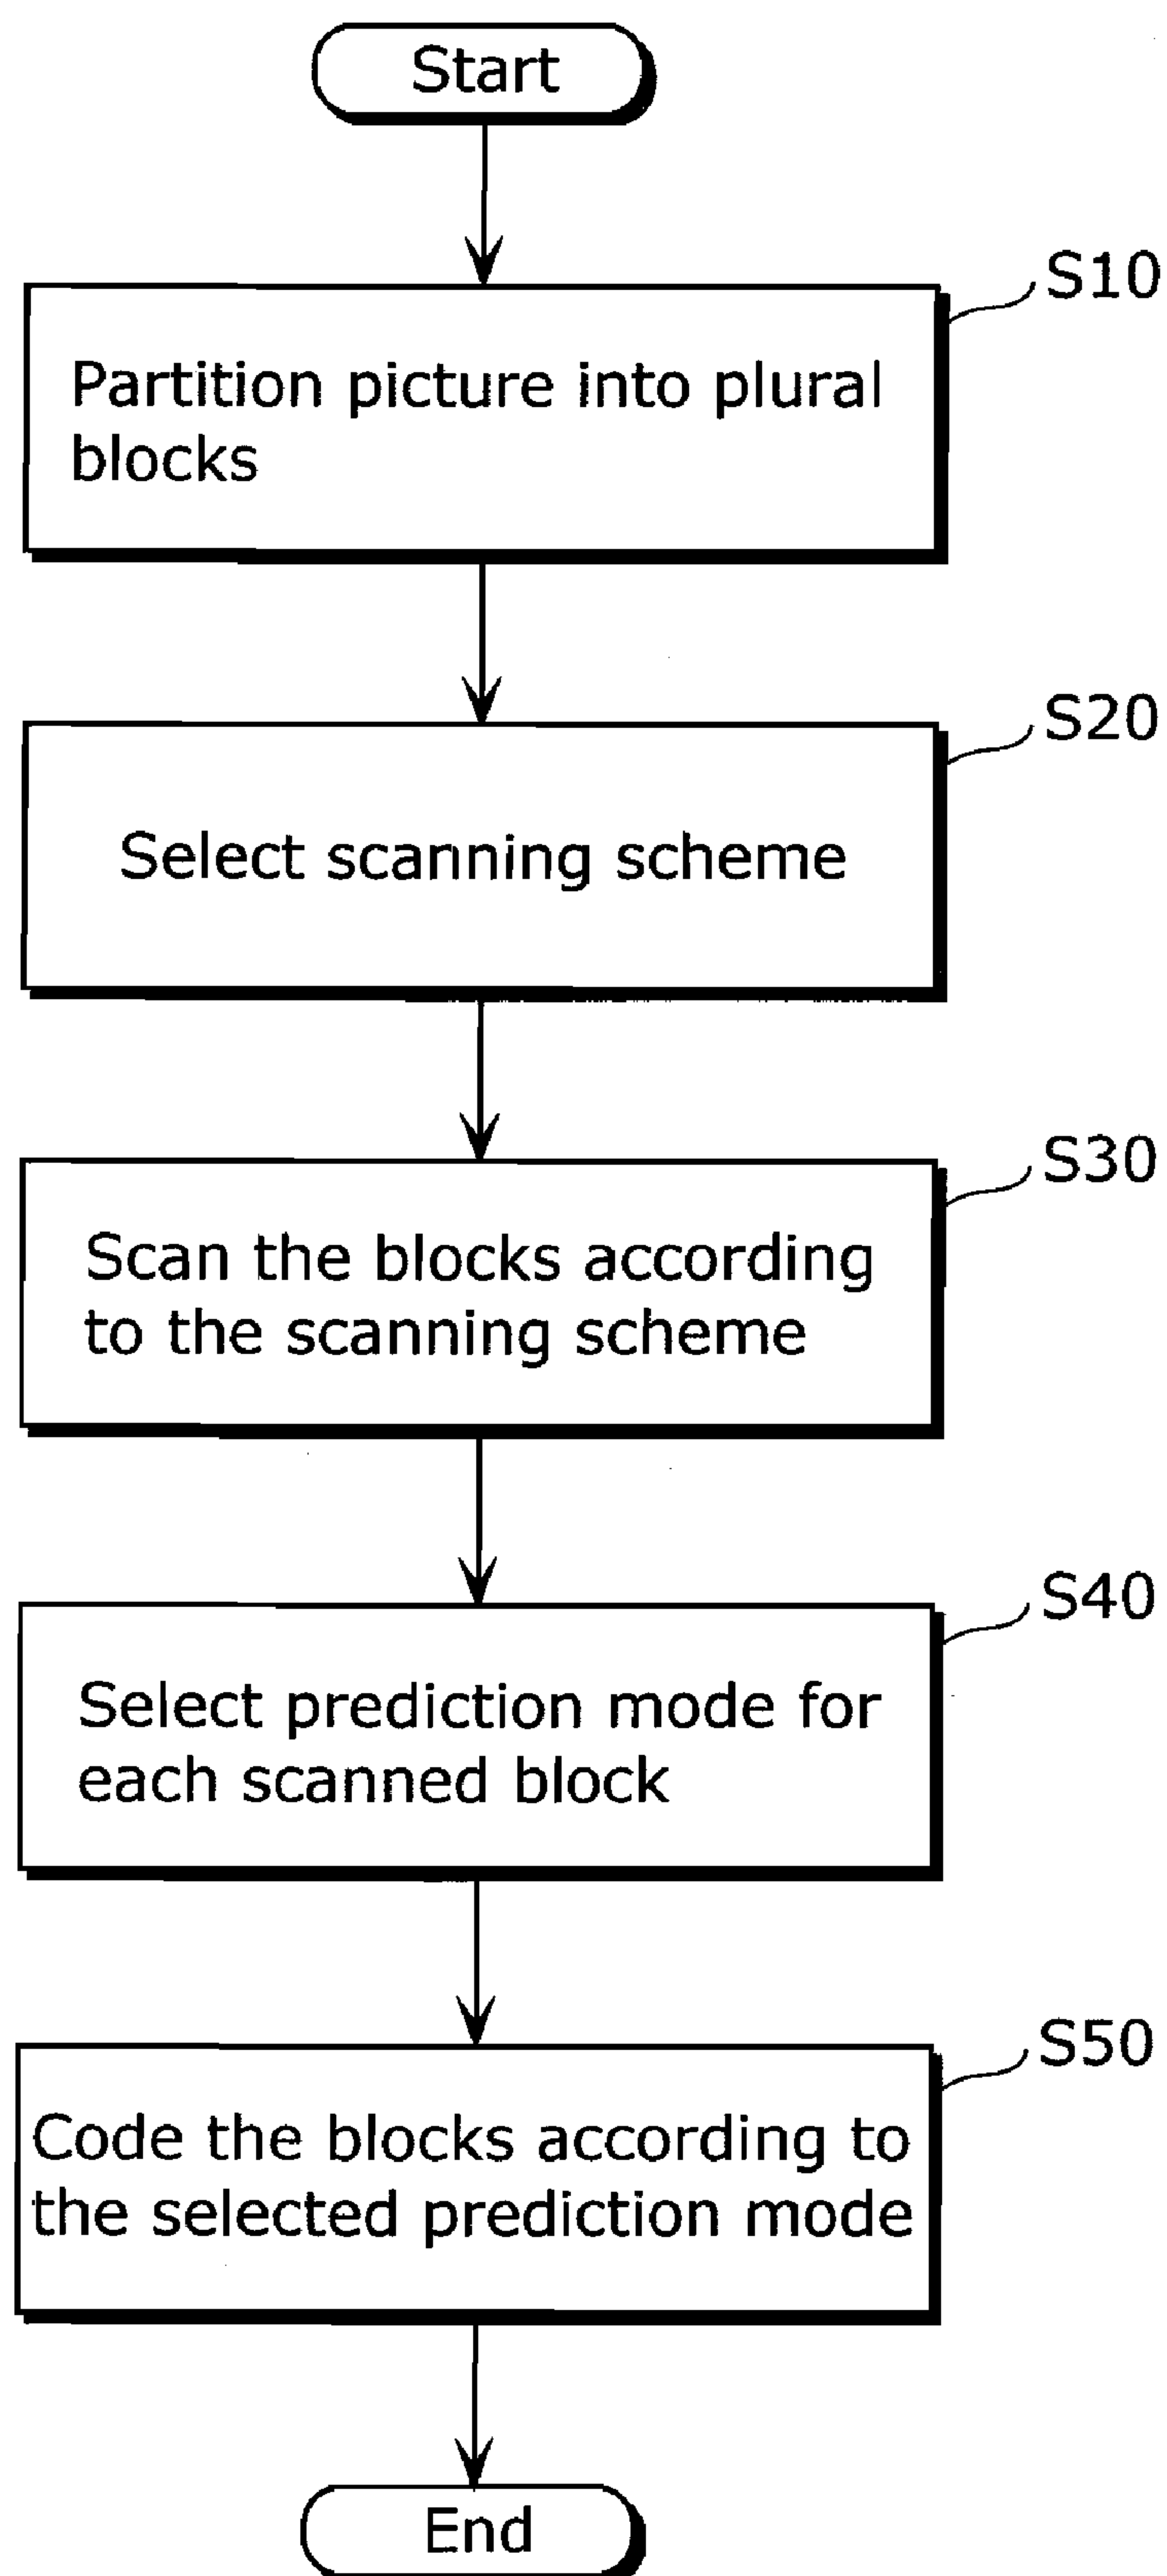 Start
S10
Partition picture into plural
blocks
S20
Select scanning scheme
S30
Scan the blocks according
to the scanning scheme
S40
Select prediction mode for
each scanned block
S50
Code the blocks according to
the selected prediction mode
End